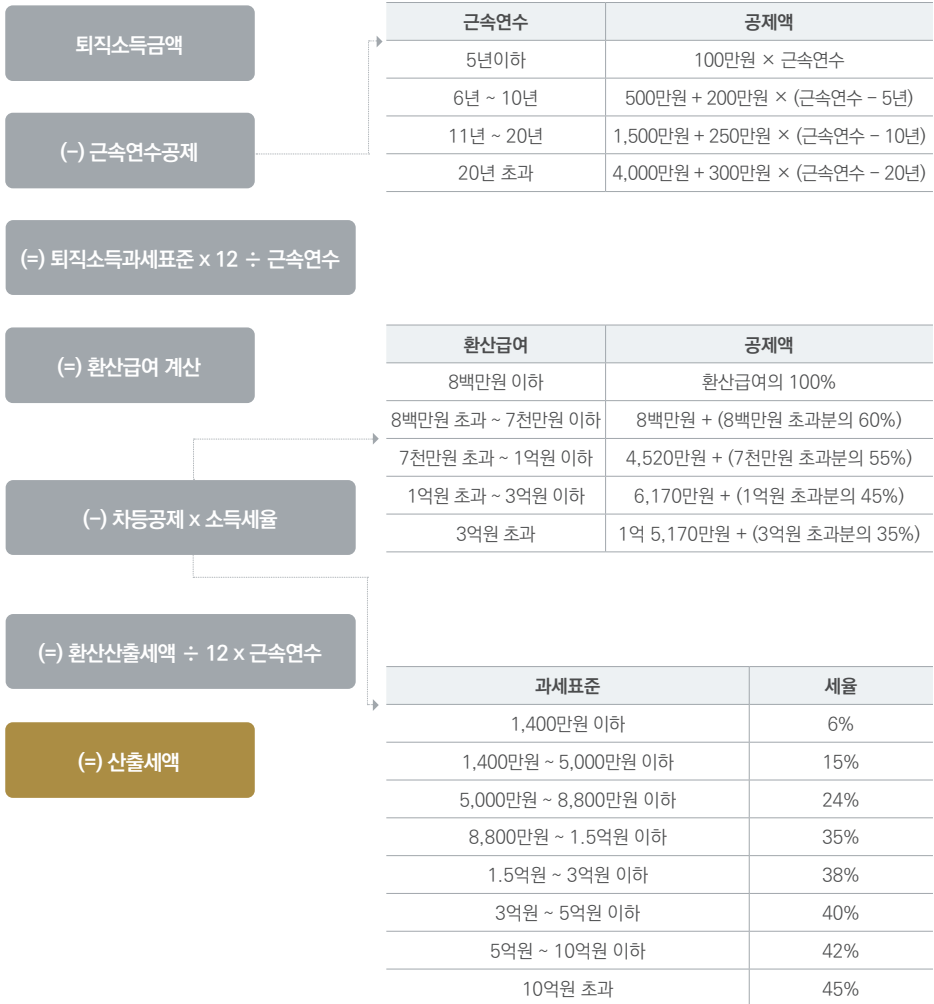 퇴직소득금액
(−) 근속연수공제
근속연수 공제액
5년이하 100만원 × 근속연수
6년 ~ 10년 500만원 + 200만원 × (근속연수 − 5년)
11년 ~ 20년 1,500만원 + 250만원 × (근속연수 − 10년)
20년 초과 4,000만원 + 300만원 × (근속연수 − 20년)
(=) 퇴직소득과세표준 x 12 ÷ 근속연수
(=) 환산급여 계산
환산급여 공제액
8백만원 이하 환산급여의 100%
8백만원 초과 ~ 7천만원 이하 8백만원 + (8백만원 초과분의 60%)
7천만원 초과 ~ 1억원 이하 4,520만원 + (7천만원 초과분의 55%)
1억원 초과 ~ 3억원 이하 6,170만원 + (1억원 초과분의 45%)
3억원 초과 1억 5,170만원 + (3억원 초과분의 35%)
(−) 차등공제 x 소득세율
(=) 환산산출세액 ÷ 12 x 근속연수
(=) 산출세액
과세표준 세율
1,400만원 이하 6%
1,400만원 ~ 5,000만원 이하 15%
5,000만원 ~ 8,800만원 이하 24%
8,800만원 ~ 1.5억원 이하 35%
1.5억원 ~ 3억원 이하 38%
3억원 ~ 5억원 이하 40%
5억원 ~ 10억원 이하 42%
10억원 초과 45%